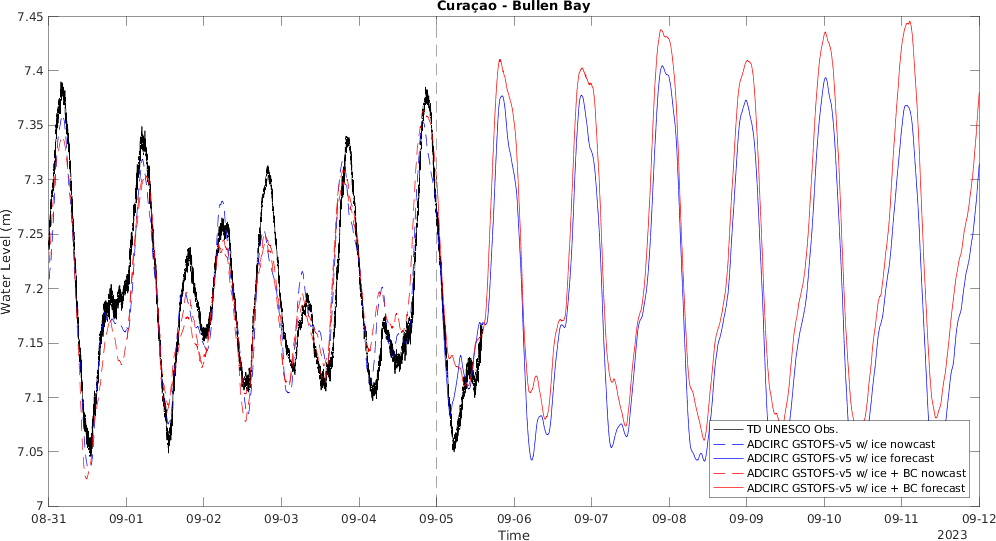 Curaçao - Bullen Bay
7.45
7.4
7.35
7.3
7.25
7.2
7.15
7.1
7.05
7
Water Level (m)
TD UNESCO Obs.
ADCIRC GSTOFS-v5 w/ ice nowcast
ADCIRC GSTOFS-v5 w/ ice forecast
ADCIRC GSTOFS-v5 w/ ice + BC nowcast
ADCIRC GSTOFS-v5 w/ ice + BC forecast
08-31 09-01 09-02 09-03 09-04 09-05 09-06 09-07 09-08 09-09 09-10 09-11 09-12
Time
2023